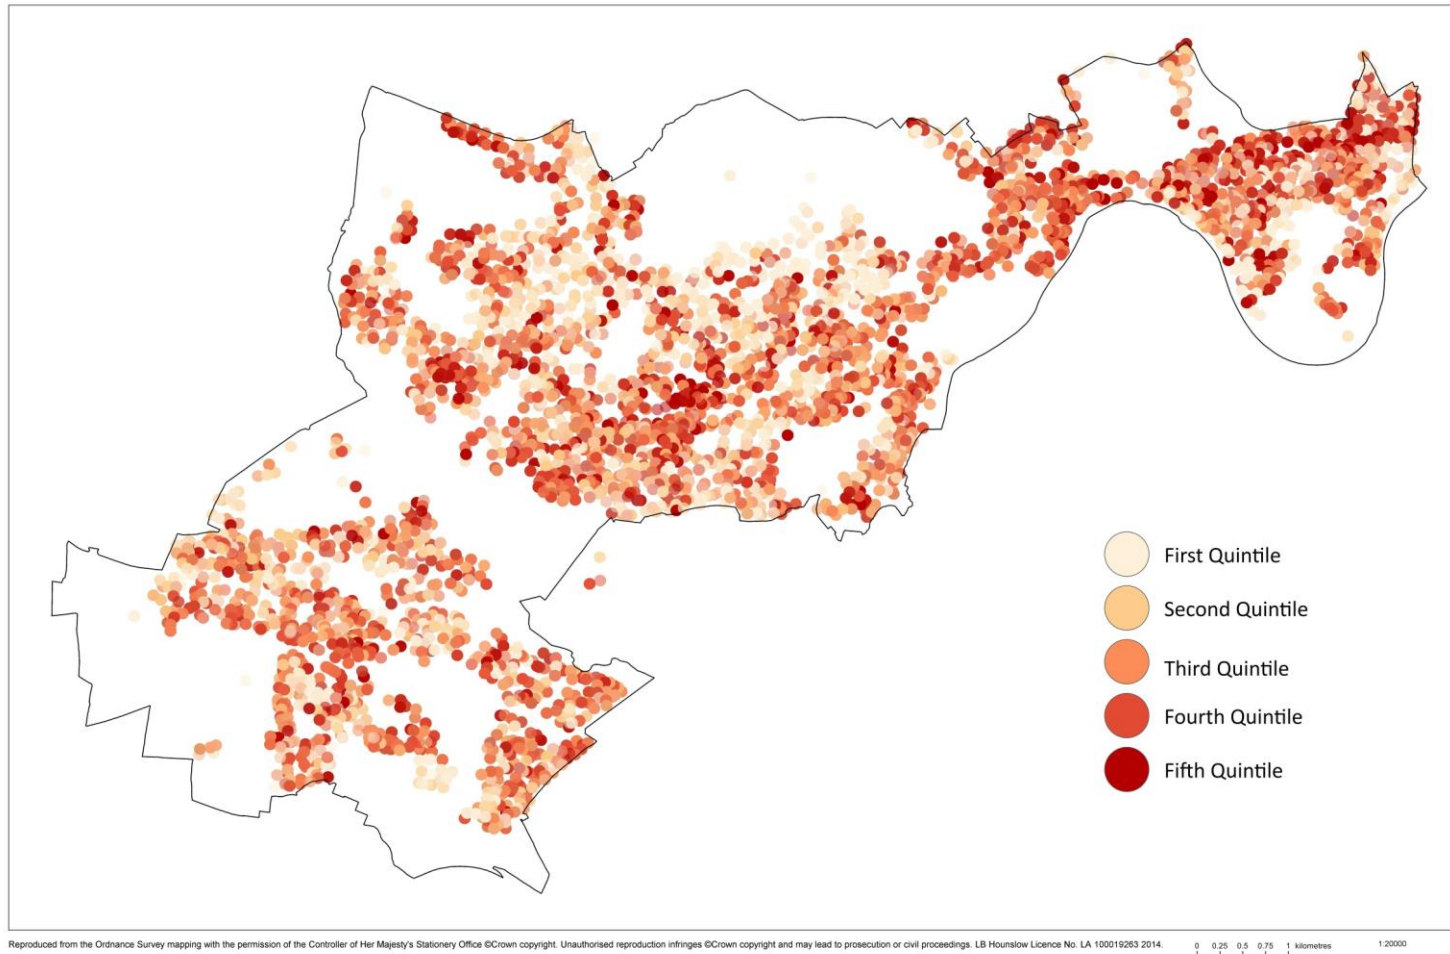 First Quintile
Second Quintile
Third Quintile
Fourth Quintile
Fifth Quintile
Reproduced from the Ordnance Survey mapping with the permission of the Controller of Her Majesty's Stationery Office ©Crown copyright. Unauthorised reproduction infringes ©Crown copyright and may lead to prosecution or civil proceedings. LB Hounslow Licence No. LA 100019263 2014.
0 0.25 0.5 0.75 1 kilometres
1:20000